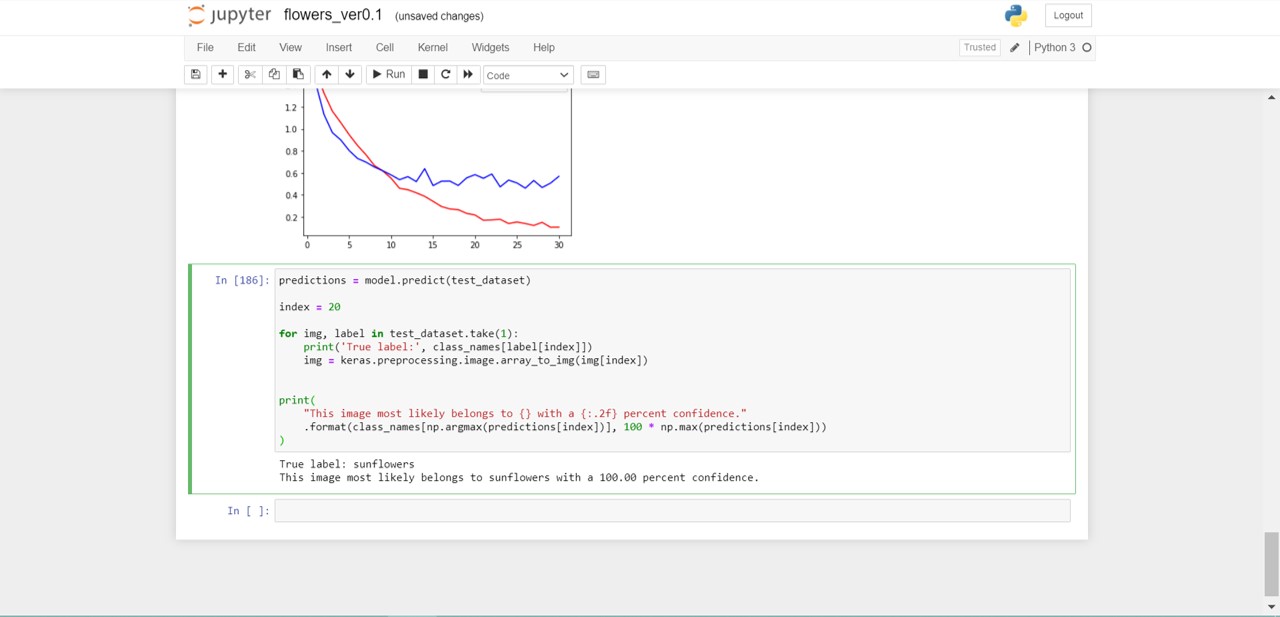 jupyter flowers_ver0.1 (unsaved changes) Logout
File Edit View Insert Cell Kernel Widgets Help Trusted Python 3
Run Code
1.2
1.0
0.8
0.6
0.4
0.2
0 5 10 15 20 25 30
In [186]: predictions = model.predict(test_dataset)
index = 20
for img, label in test_dataset.take(1):
print('True label:', class_names[label[index]])
img = keras.preprocessing.image.array_to_img(img[index])
print(
"This image most likely belongs to {} with a {:.2f} percent confidence."
.format(class_names[np.argmax(predictions[index])], 100 * np.max(predictions[index]))
)
True label: sunflowers
This image most likely belongs to sunflowers with a 100.00 percent confidence.
In [ ]: